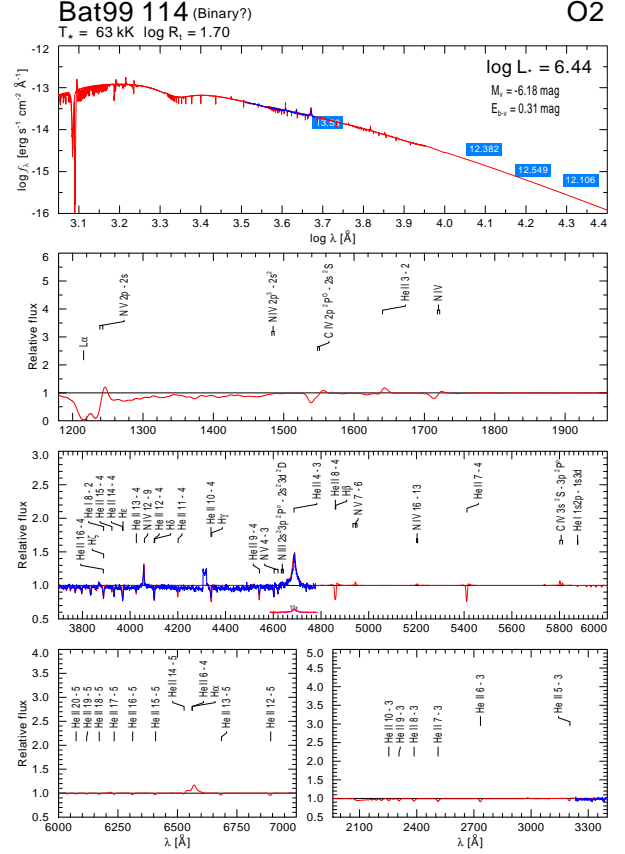 Bat99 114 (Binary?) O2
T* = 63 kK log Rt = 1.70
log L* = 6.44
Mv = -6.18 mag
Eb-v = 0.31 mag
12.382
12.549
12.106
-12
-13
-14
-15
-16
log fλ [erg s⁻¹ cm⁻² Å⁻¹]
3.1 3.2 3.3 3.4 3.5 3.6 3.7 3.8 3.9 4.0 4.1 4.2 4.3 4.4
log λ [Å]
6
5
4
3
2
1
0
Relative flux
Lα
N V 2p - 2s
N IV 2p³ - 2s²
C IV 2p ²P⁰ - 2s ²S
He II 3 - 2
N IV
1200 1300 1400 1500 1600 1700 1800 1900
3.0
2.5
2.0
1.5
1.0
0.5
Relative flux
He II 16 - 4
Hζ
He I 8 - 2
He II 15 - 4
He II 14 - 4
Hε
He II 13 - 4
N IV 12 - 9
He II 12 - 4
Hδ
He II 11 - 4
He II 10 - 4
Hγ
He II 9 - 4
N V 4 - 3
N III 2s²3p ²P⁰ - 2s²3d ²D
He II 4 - 3
He II 8 - 4
Hβ
N V 7 - 6
N IV 16 - 13
He II 7 - 4
C IV 3s ²S - 3p ²P⁰
He I 1s2p - 1s3d
10x
3800 4000 4200 4400 4600 4800 5000 5200 5400 5600 5800 6000
4.0
3.5
3.0
2.5
2.0
1.5
1.0
0.5
Relative flux
He II 20 - 5
He II 19 - 5
He II 18 - 5
He II 17 - 5
He II 16 - 5
He II 15 - 5
He II 14 - 5
He II 6 - 4
Hα
He II 13 - 5
He II 12 - 5
6000 6250 6500 6750 7000
λ [Å]
5.0
4.5
4.0
3.5
3.0
2.5
2.0
1.5
1.0
0.5
He II 10 - 3
He II 9 - 3
He II 8 - 3
He II 7 - 3
He II 6 - 3
He II 5 - 3
2100 2400 2700 3000 3300
λ [Å]